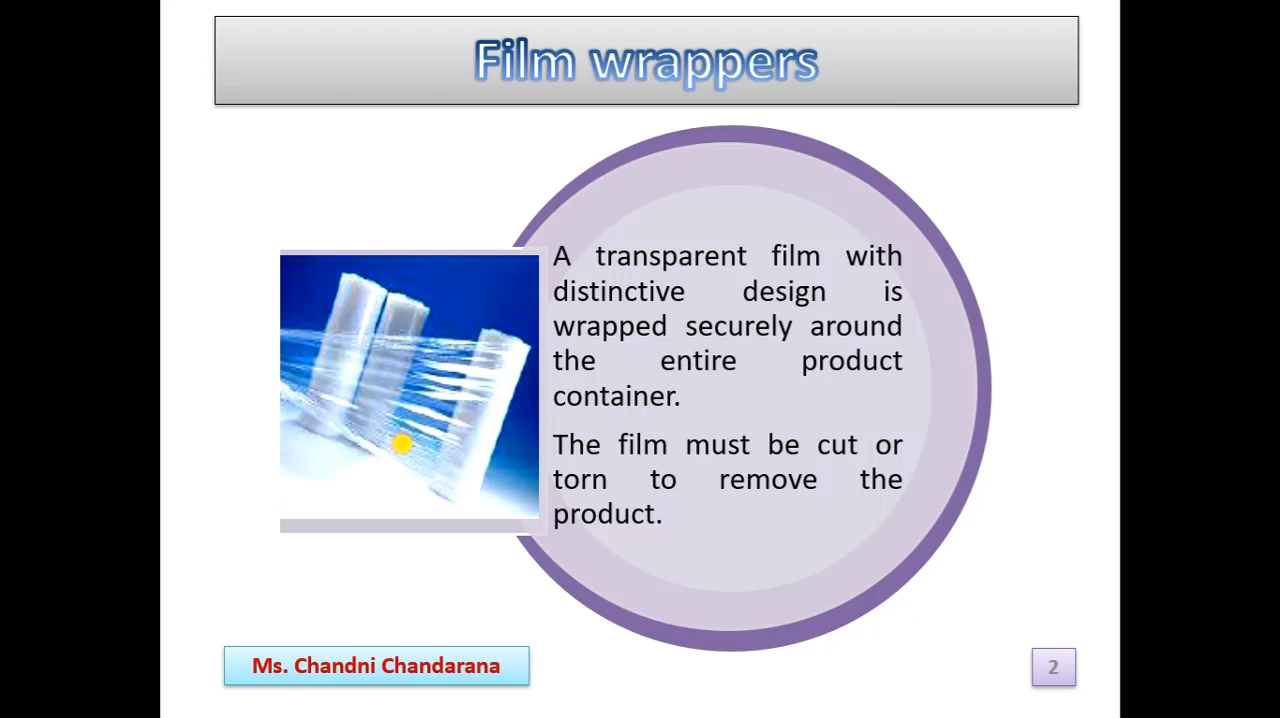 Film wrappers
A transparent film with
distinctive design is
wrapped securely around
the entire product
container.
The film must be cut or
torn to remove the
product.
Ms. Chandni Chandarana
2